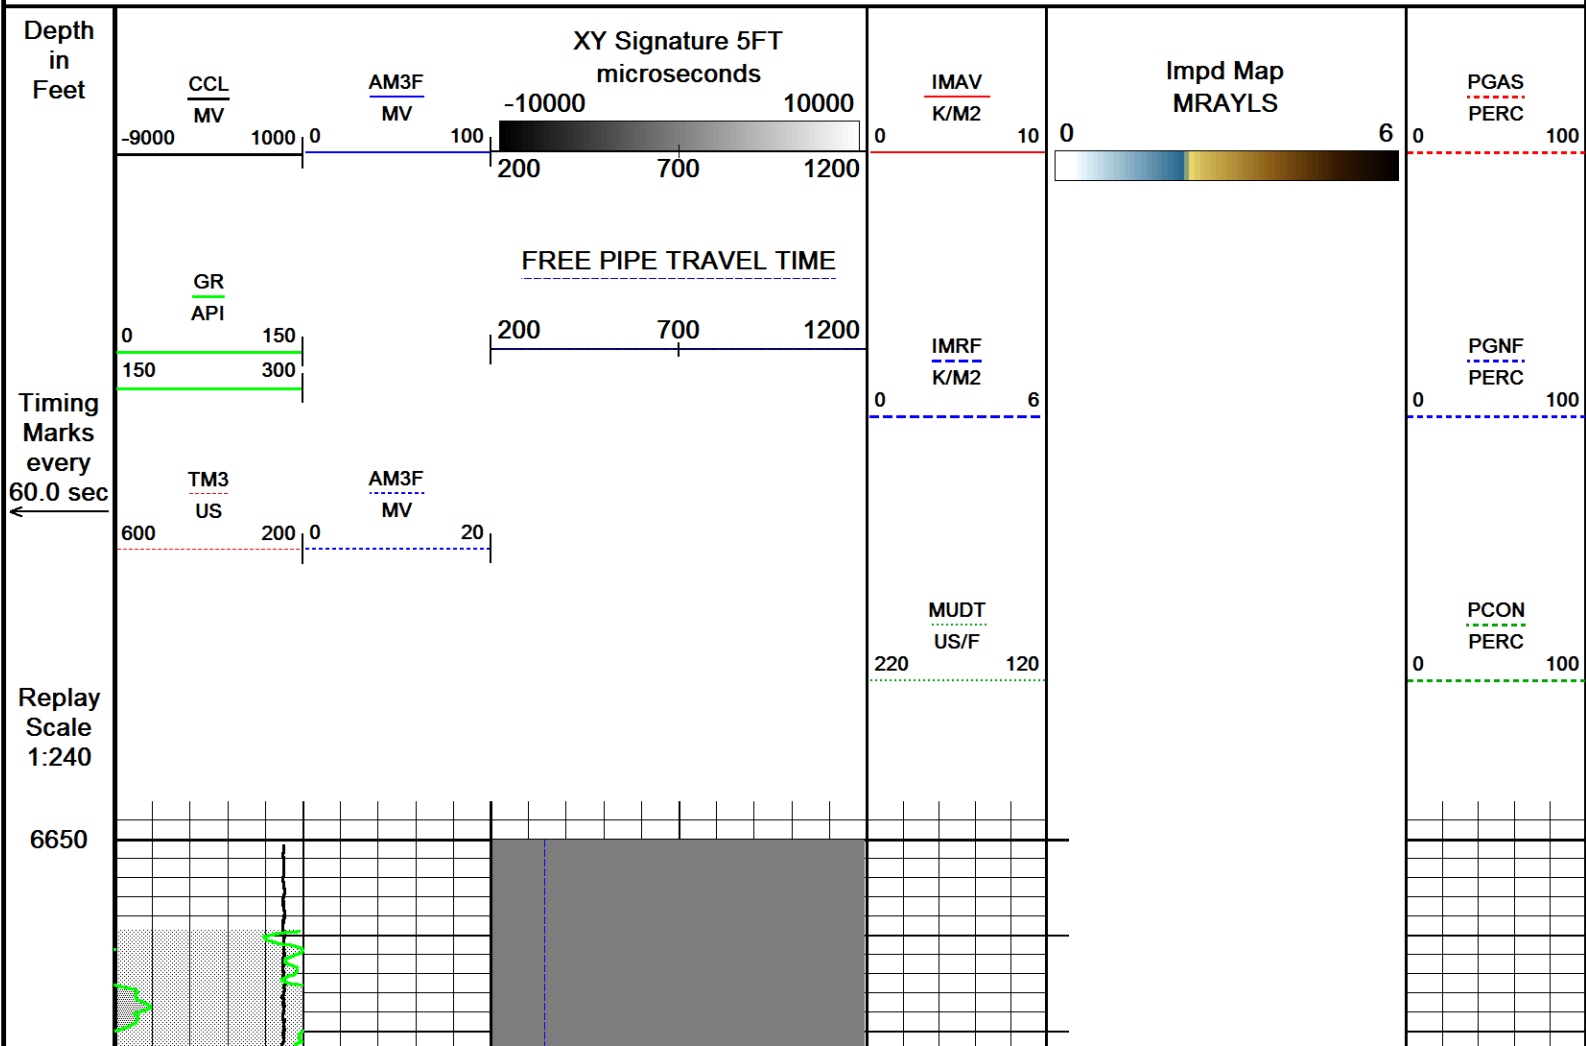 Depth
in
Feet
CCL
MV
-9000 1000
GR
API
0 150
150 300
TM3
US
600 200
AM3F
MV
0 100
AM3F
MV
0 20
XY Signature 5FT
microseconds
-10000 10000
200 700 1200
FREE PIPE TRAVEL TIME
200 700 1200
IMAV
K/M2
0 10
IMRF
K/M2
0 6
MUDT
US/F
220 120
Impd Map
MRAYLS
0 6
PGAS
PERC
0 100
PGNF
PERC
0 100
PCON
PERC
0 100
Timing
Marks
every
60.0 sec
Replay
Scale
1:240
6650